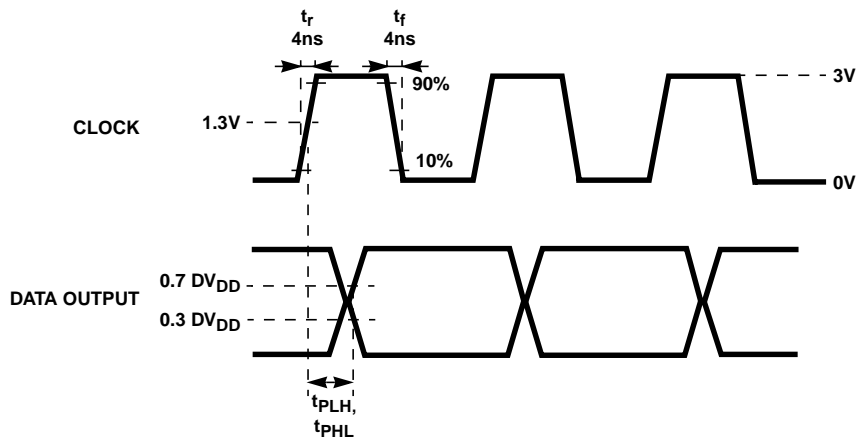 tr
4ns
tf
4ns
90%
3V
1.3V
CLOCK
10%
0V
0.7 DVDD
DATA OUTPUT
0.3 DVDD
tPLH,
tPHL